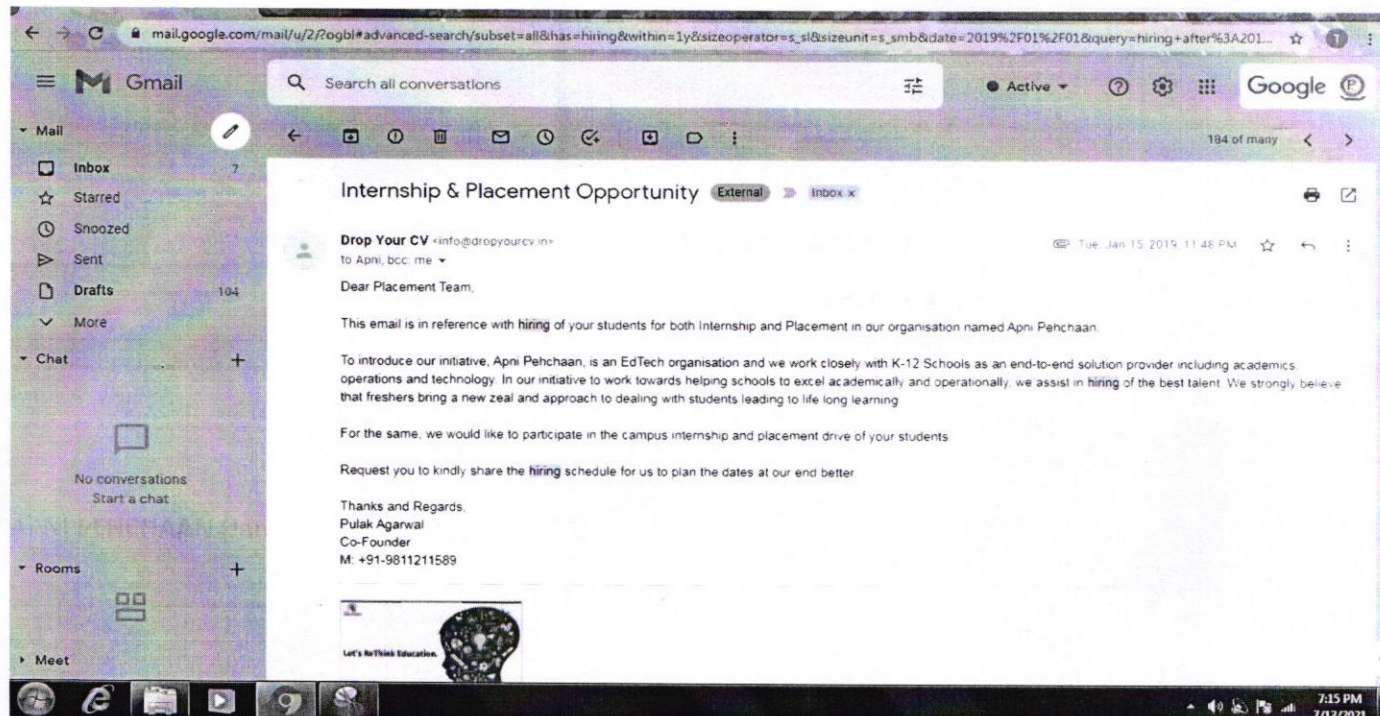 mail.google.com/mail/u/2/?ogbl#advanced-search/subset=all&has=hiring&within=1y&sizeoperator=s_sl&sizeunit=s_smb&date=2019%2F01%2F01&query=hiring+after%3A201...
Gmail
Search all conversations
Active
Google
Mail
184 of many
Inbox 7
Starred
Snoozed
Sent
Drafts 104
More
Chat
No conversations
Start a chat
Rooms
Meet
Internship & Placement Opportunity External Inbox x
Drop Your CV <info@dropyourcv.in>
Tue, Jan 15, 2019, 11:48 PM
to Apni, bcc: me
Dear Placement Team,
This email is in reference with hiring of your students for both Internship and Placement in our organisation named Apni Pehchaan.
To introduce our initiative, Apni Pehchaan, is an EdTech organisation and we work closely with K-12 Schools as an end-to-end solution provider including academics,
operations and technology. In our initiative to work towards helping schools to excel academically and operationally, we assist in hiring of the best talent. We strongly believe
that freshers bring a new zeal and approach to dealing with students leading to life long learning
For the same, we would like to participate in the campus internship and placement drive of your students
Request you to kindly share the hiring schedule for us to plan the dates at our end better
Thanks and Regards,
Pulak Agarwal
Co-Founder
M: +91-9811211589
Let's ReThink Education.
7:15 PM
7/13/2021